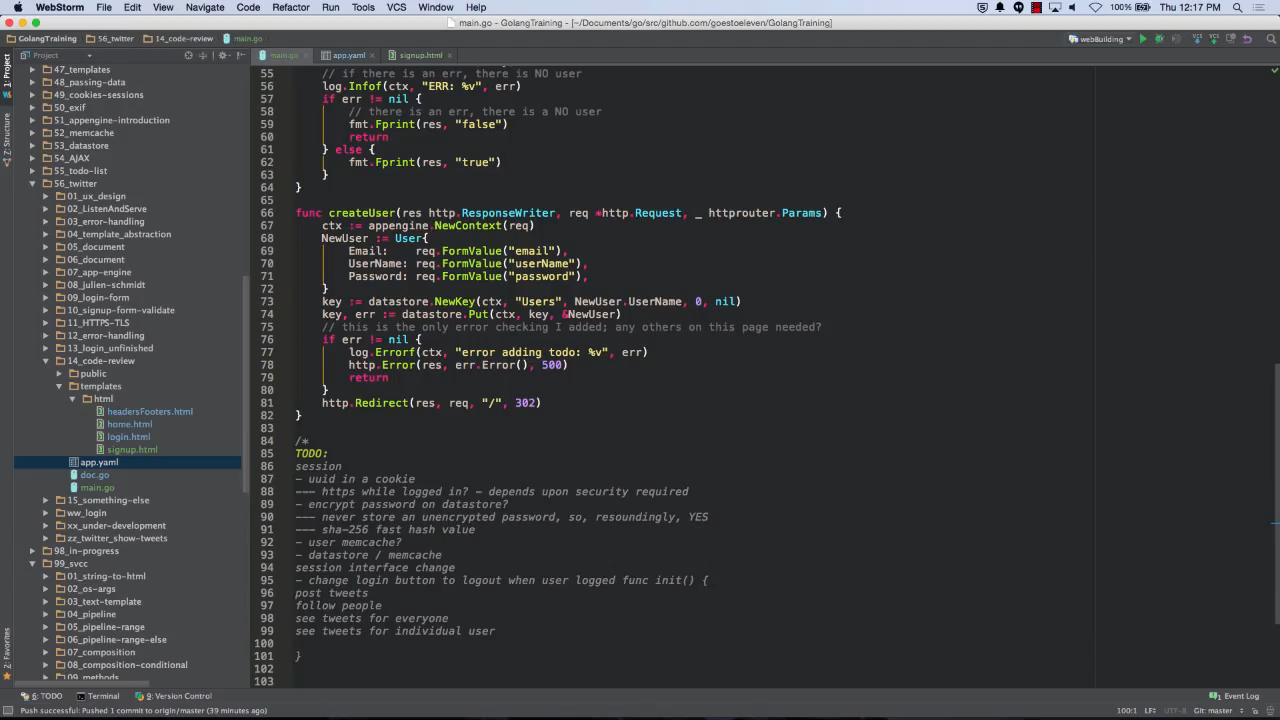 WebStorm File Edit View Navigate Code Refactor Run Tools VCS Window Help 100% Thu 12:17 PM
main.go - GolangTraining - [~/Documents/go/src/github.com/goestoeleven/GolangTraining]
GolangTraining 56_twitter 14_code-review main.go webBuilding
Project main.go app.yaml signup.html
1: Project
Z: Structure
2: Favorites
47_templates
48_passing-data
49_cookies-sessions
50_exif
51_appengine-introduction
52_memcache
53_datastore
54_AJAX
55_todo-list
56_twitter
01_ux_design
02_ListenAndServe
03_error-handling
04_template_abstraction
05_document
06_document
07_app-engine
08_julien-schmidt
09_login-form
10_signup-form-validate
11_HTTPS-TLS
12_error-handling
13_login_unfinished
14_code-review
public
templates
html
headersFooters.html
home.html
login.html
signup.html
app.yaml
doc.go
main.go
15_something-else
ww_login
xx_under-development
zz_twitter_show-tweets
98_in-progress
99_svcc
01_string-to-html
02_os-args
03_text-template
04_pipeline
05_pipeline-range
06_pipeline-range-else
07_composition
08_composition-conditional
09_methods
55 // if there is an err, there is NO user
56 log.Infof(ctx, "ERR: %v", err)
57 if err != nil {
58 // there is an err, there is a NO user
59 fmt.Fprint(res, "false")
60 return
61 } else {
62 fmt.Fprint(res, "true")
63 }
64 }
65
66 func createUser(res http.ResponseWriter, req *http.Request, _ httprouter.Params) {
67 ctx := appengine.NewContext(req)
68 NewUser := User{
69 Email: req.FormValue("email"),
70 UserName: req.FormValue("userName"),
71 Password: req.FormValue("password"),
72 }
73 key := datastore.NewKey(ctx, "Users", NewUser.UserName, 0, nil)
74 key, err := datastore.Put(ctx, key, &NewUser)
75 // this is the only error checking I added; any others on this page needed?
76 if err != nil {
77 log.Errorf(ctx, "error adding todo: %v", err)
78 http.Error(res, err.Error(), 500)
79 return
80 }
81 http.Redirect(res, req, "/", 302)
82 }
83
84 /*
85 TODO:
86 session
87 - uuid in a cookie
88 --- https while logged in? - depends upon security required
89 - encrypt password on datastore?
90 --- never store an unencrypted password, so, resoundingly, YES
91 --- sha-256 fast hash value
92 - user memcache?
93 - datastore / memcache
94 session interface change
95 - change login button to logout when user logged func init() {
96 post tweets
97 follow people
98 see tweets for everyone
99 see tweets for individual user
100
101 }
102
103
6: TODO Terminal 9: Version Control 1 Event Log
Push successful: Pushed 1 commit to origin/master (39 minutes ago) 100:1 LF÷ UTF-8 Git: master